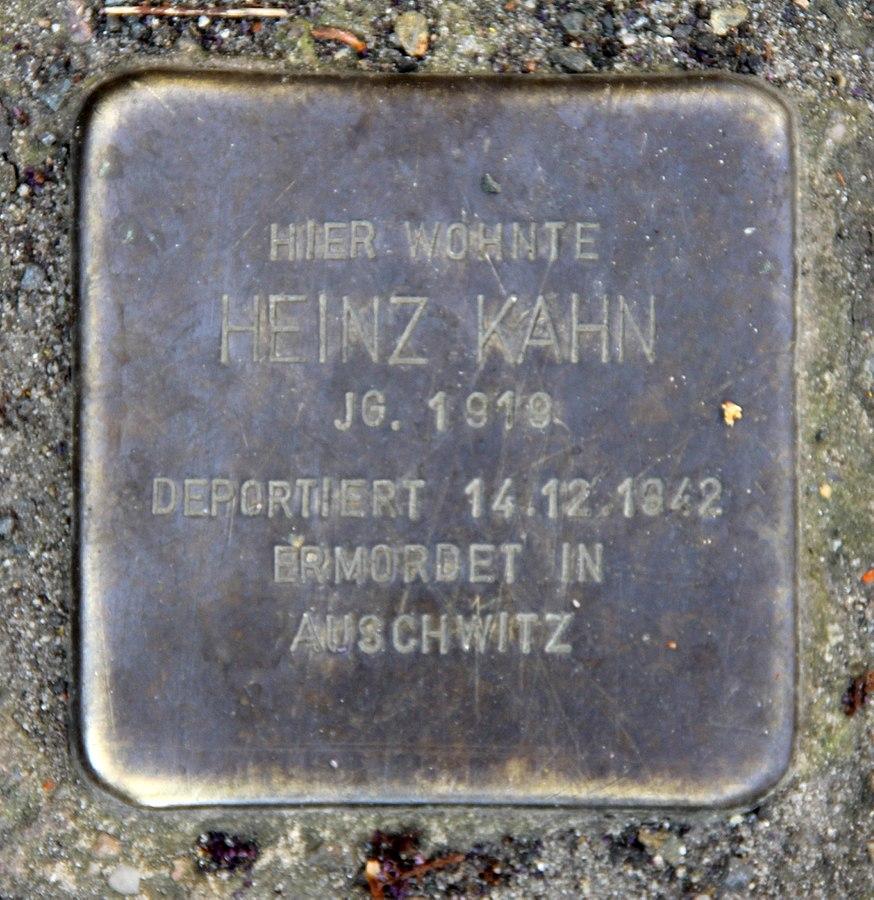 HIER WOHNTE
HEINZ KAHN
JG. 1919
DEPORTIERT 14.12.1942
ERMORDET IN
AUSCHWITZ